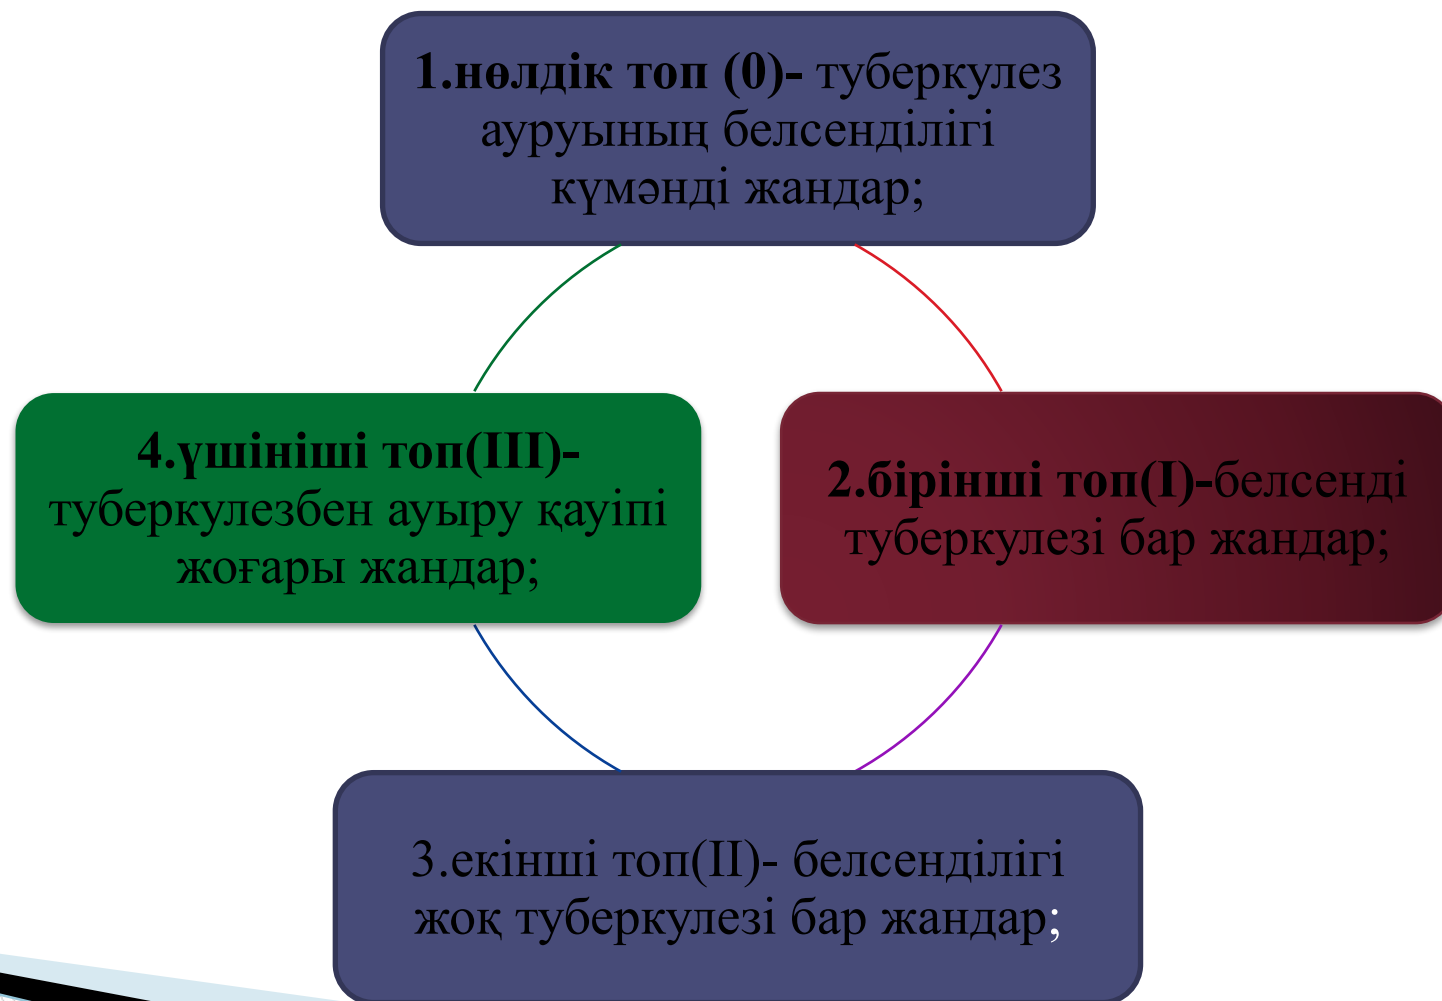 1.нөлдік топ (0)- туберкулез
ауруының белсенділігі
күмәнді жандар;
2.бірінші топ(I)-белсенді
туберкулезі бар жандар;
3.екінші топ(II)- белсенділігі
жоқ туберкулезі бар жандар;
4.үшініші топ(III)-
туберкулезбен ауыру қауіпі
жоғары жандар;